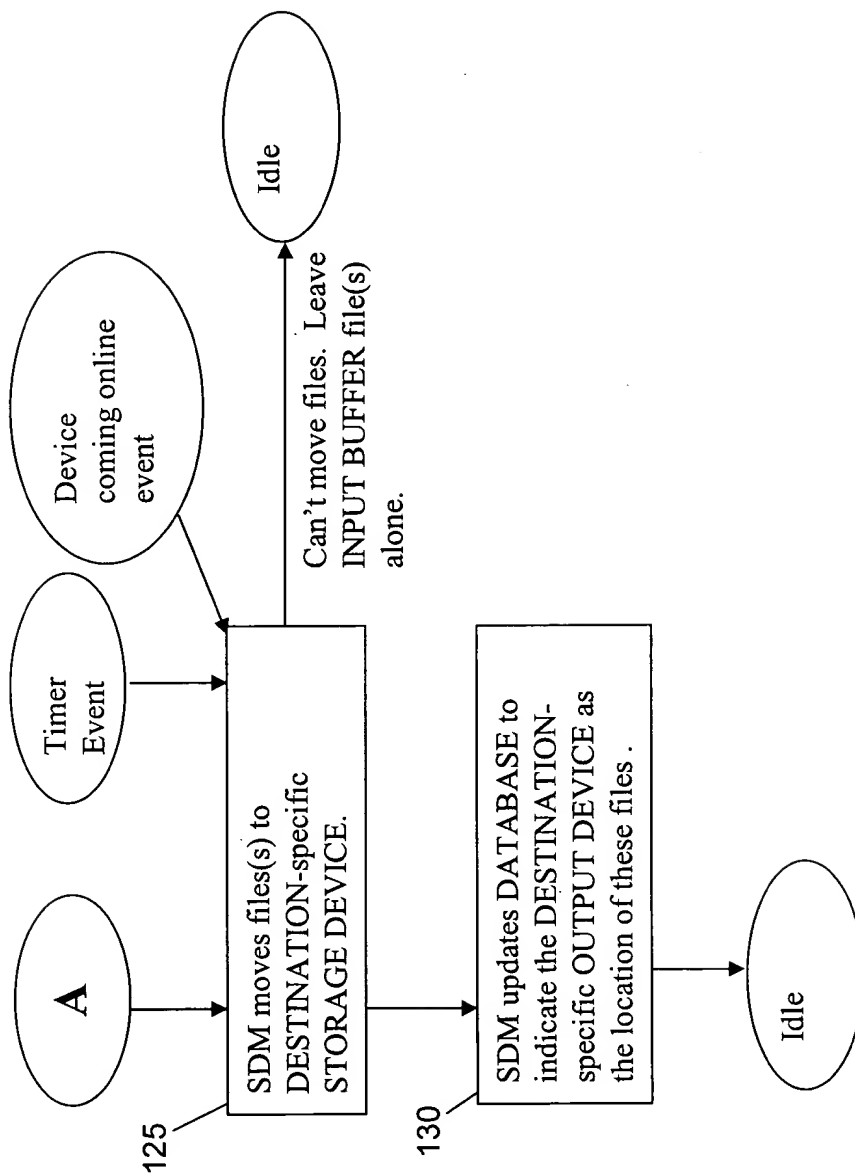 A
Timer
Event
Device
coming online
event
125
SDM moves files(s) to
DESTINATION-specific
STORAGE DEVICE.
Can't move files. Leave
INPUT BUFFER file(s)
alone.
Idle
130
SDM updates DATABASE to
indicate the DESTINATION-
specific OUTPUT DEVICE as
the location of these files .
Idle